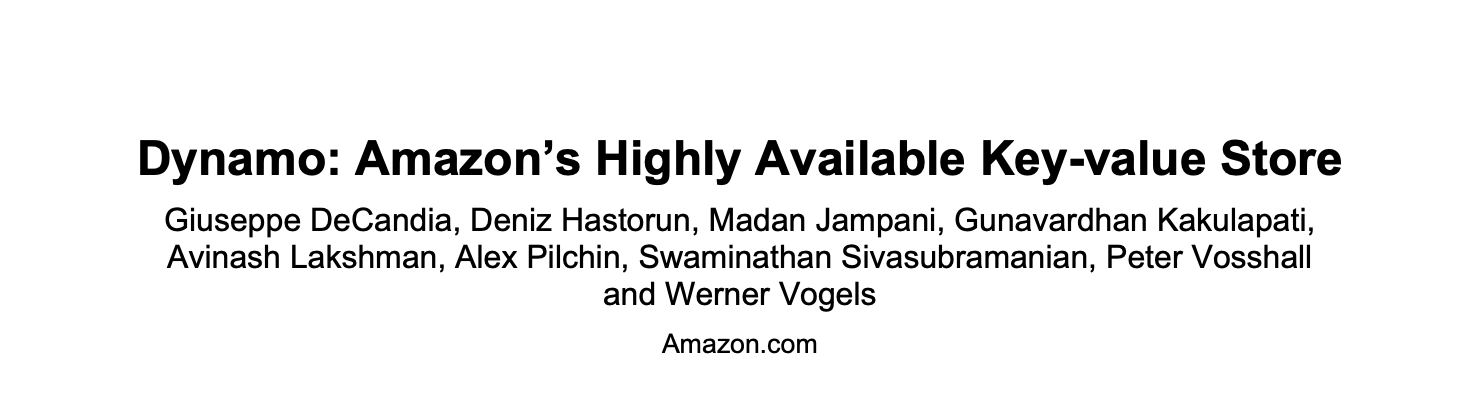 Dynamo: Amazon’s Highly Available Key-value Store
Giuseppe DeCandia, Deniz Hastorun, Madan Jampani, Gunavardhan Kakulapati,
Avinash Lakshman, Alex Pilchin, Swaminathan Sivasubramanian, Peter Vosshall
and Werner Vogels
Amazon.com